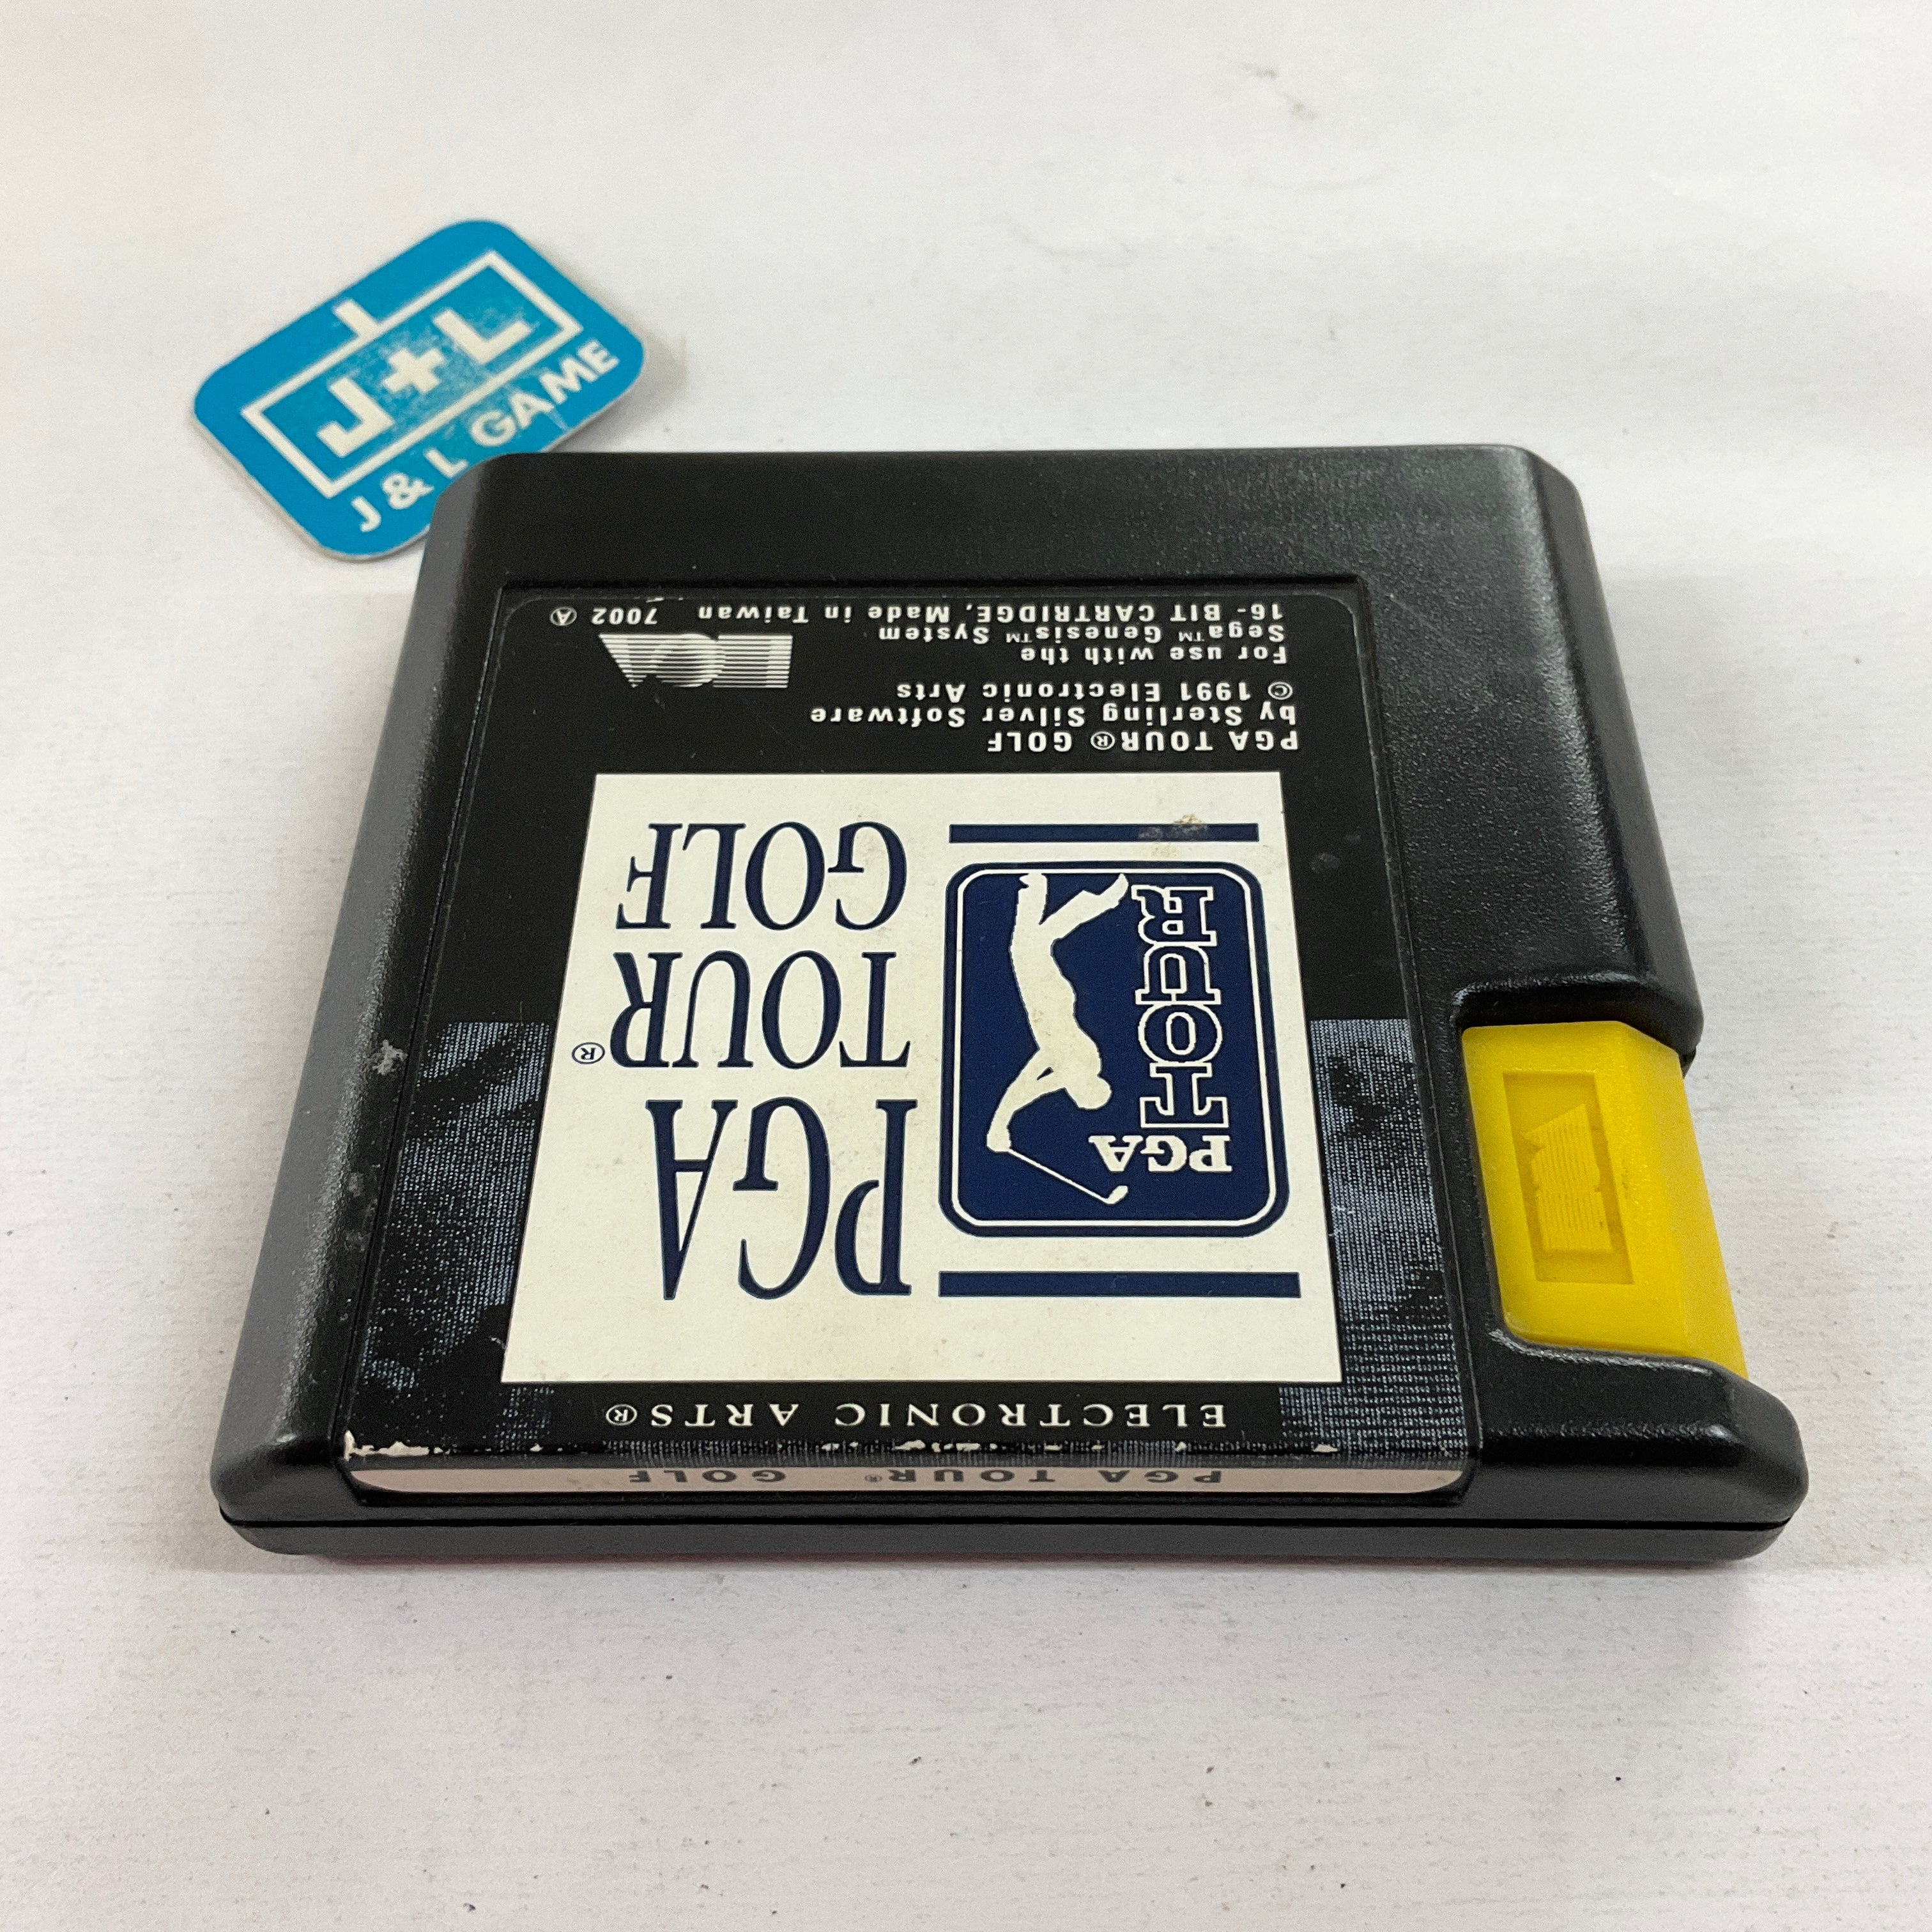 J+L
J & L GAME
PGA TOUR® GOLF
ELECTRONIC ARTS®
PGA
TOUR®
GOLF
PGA
TOUR
PGA TOUR® GOLF
by Sterling Silver Software
© 1991 Electronic Arts
For use with the
Sega™ Genesis™ System
16- BIT CARTRIDGE, Made in Taiwan 7002 Ⓐ
EA